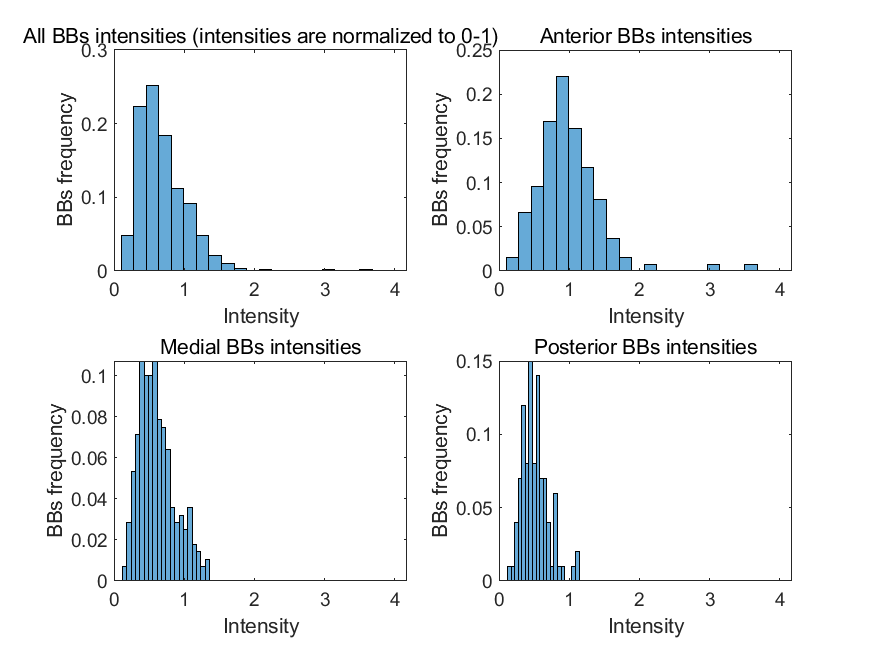 All BBs intensities (intensities are normalized to 0-1)
0.3
0.2
0.1
0
BBs frequency
0 1 2 3 4
Intensity
Anterior BBs intensities
0.25
0.2
0.15
0.1
0.05
0
BBs frequency
0 1 2 3 4
Intensity
Medial BBs intensities
0.1
0.08
0.06
0.04
0.02
0
BBs frequency
0 1 2 3 4
Intensity
Posterior BBs intensities
0.15
0.1
0.05
0
BBs frequency
0 1 2 3 4
Intensity